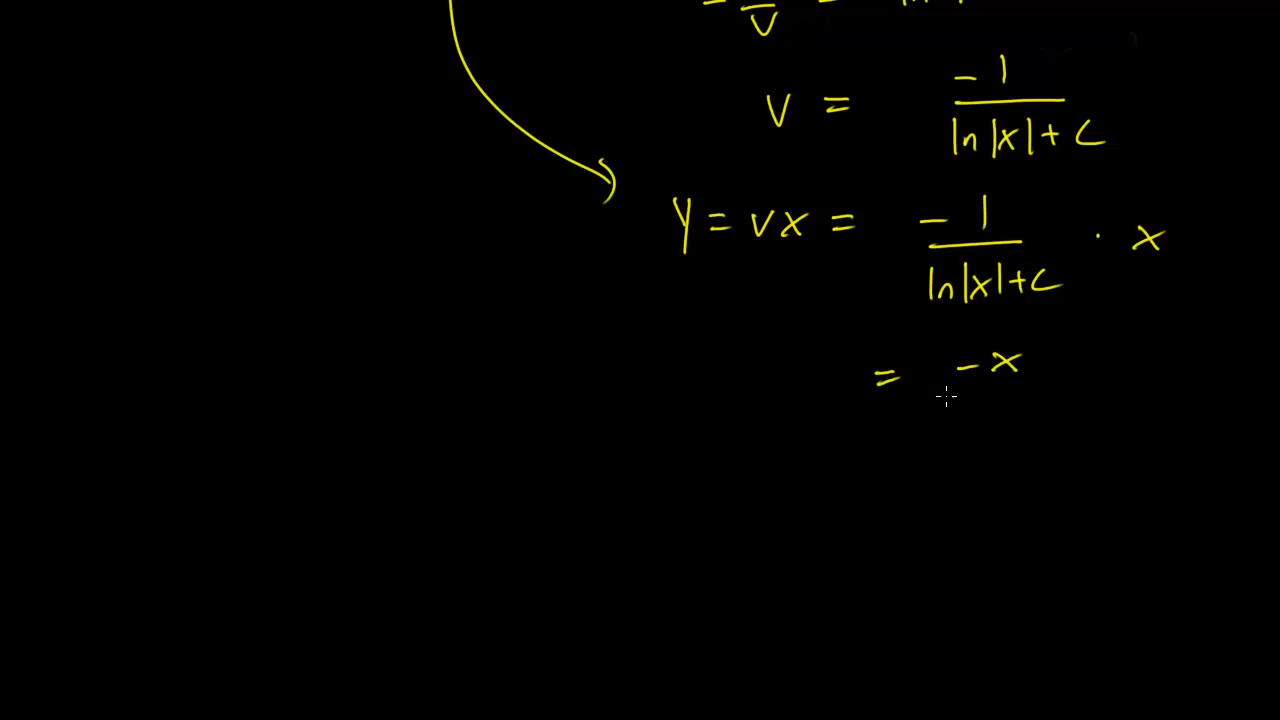 v = -1 / ln|x| + c
y = vx = -1 / ln|x| + c · x
= -x